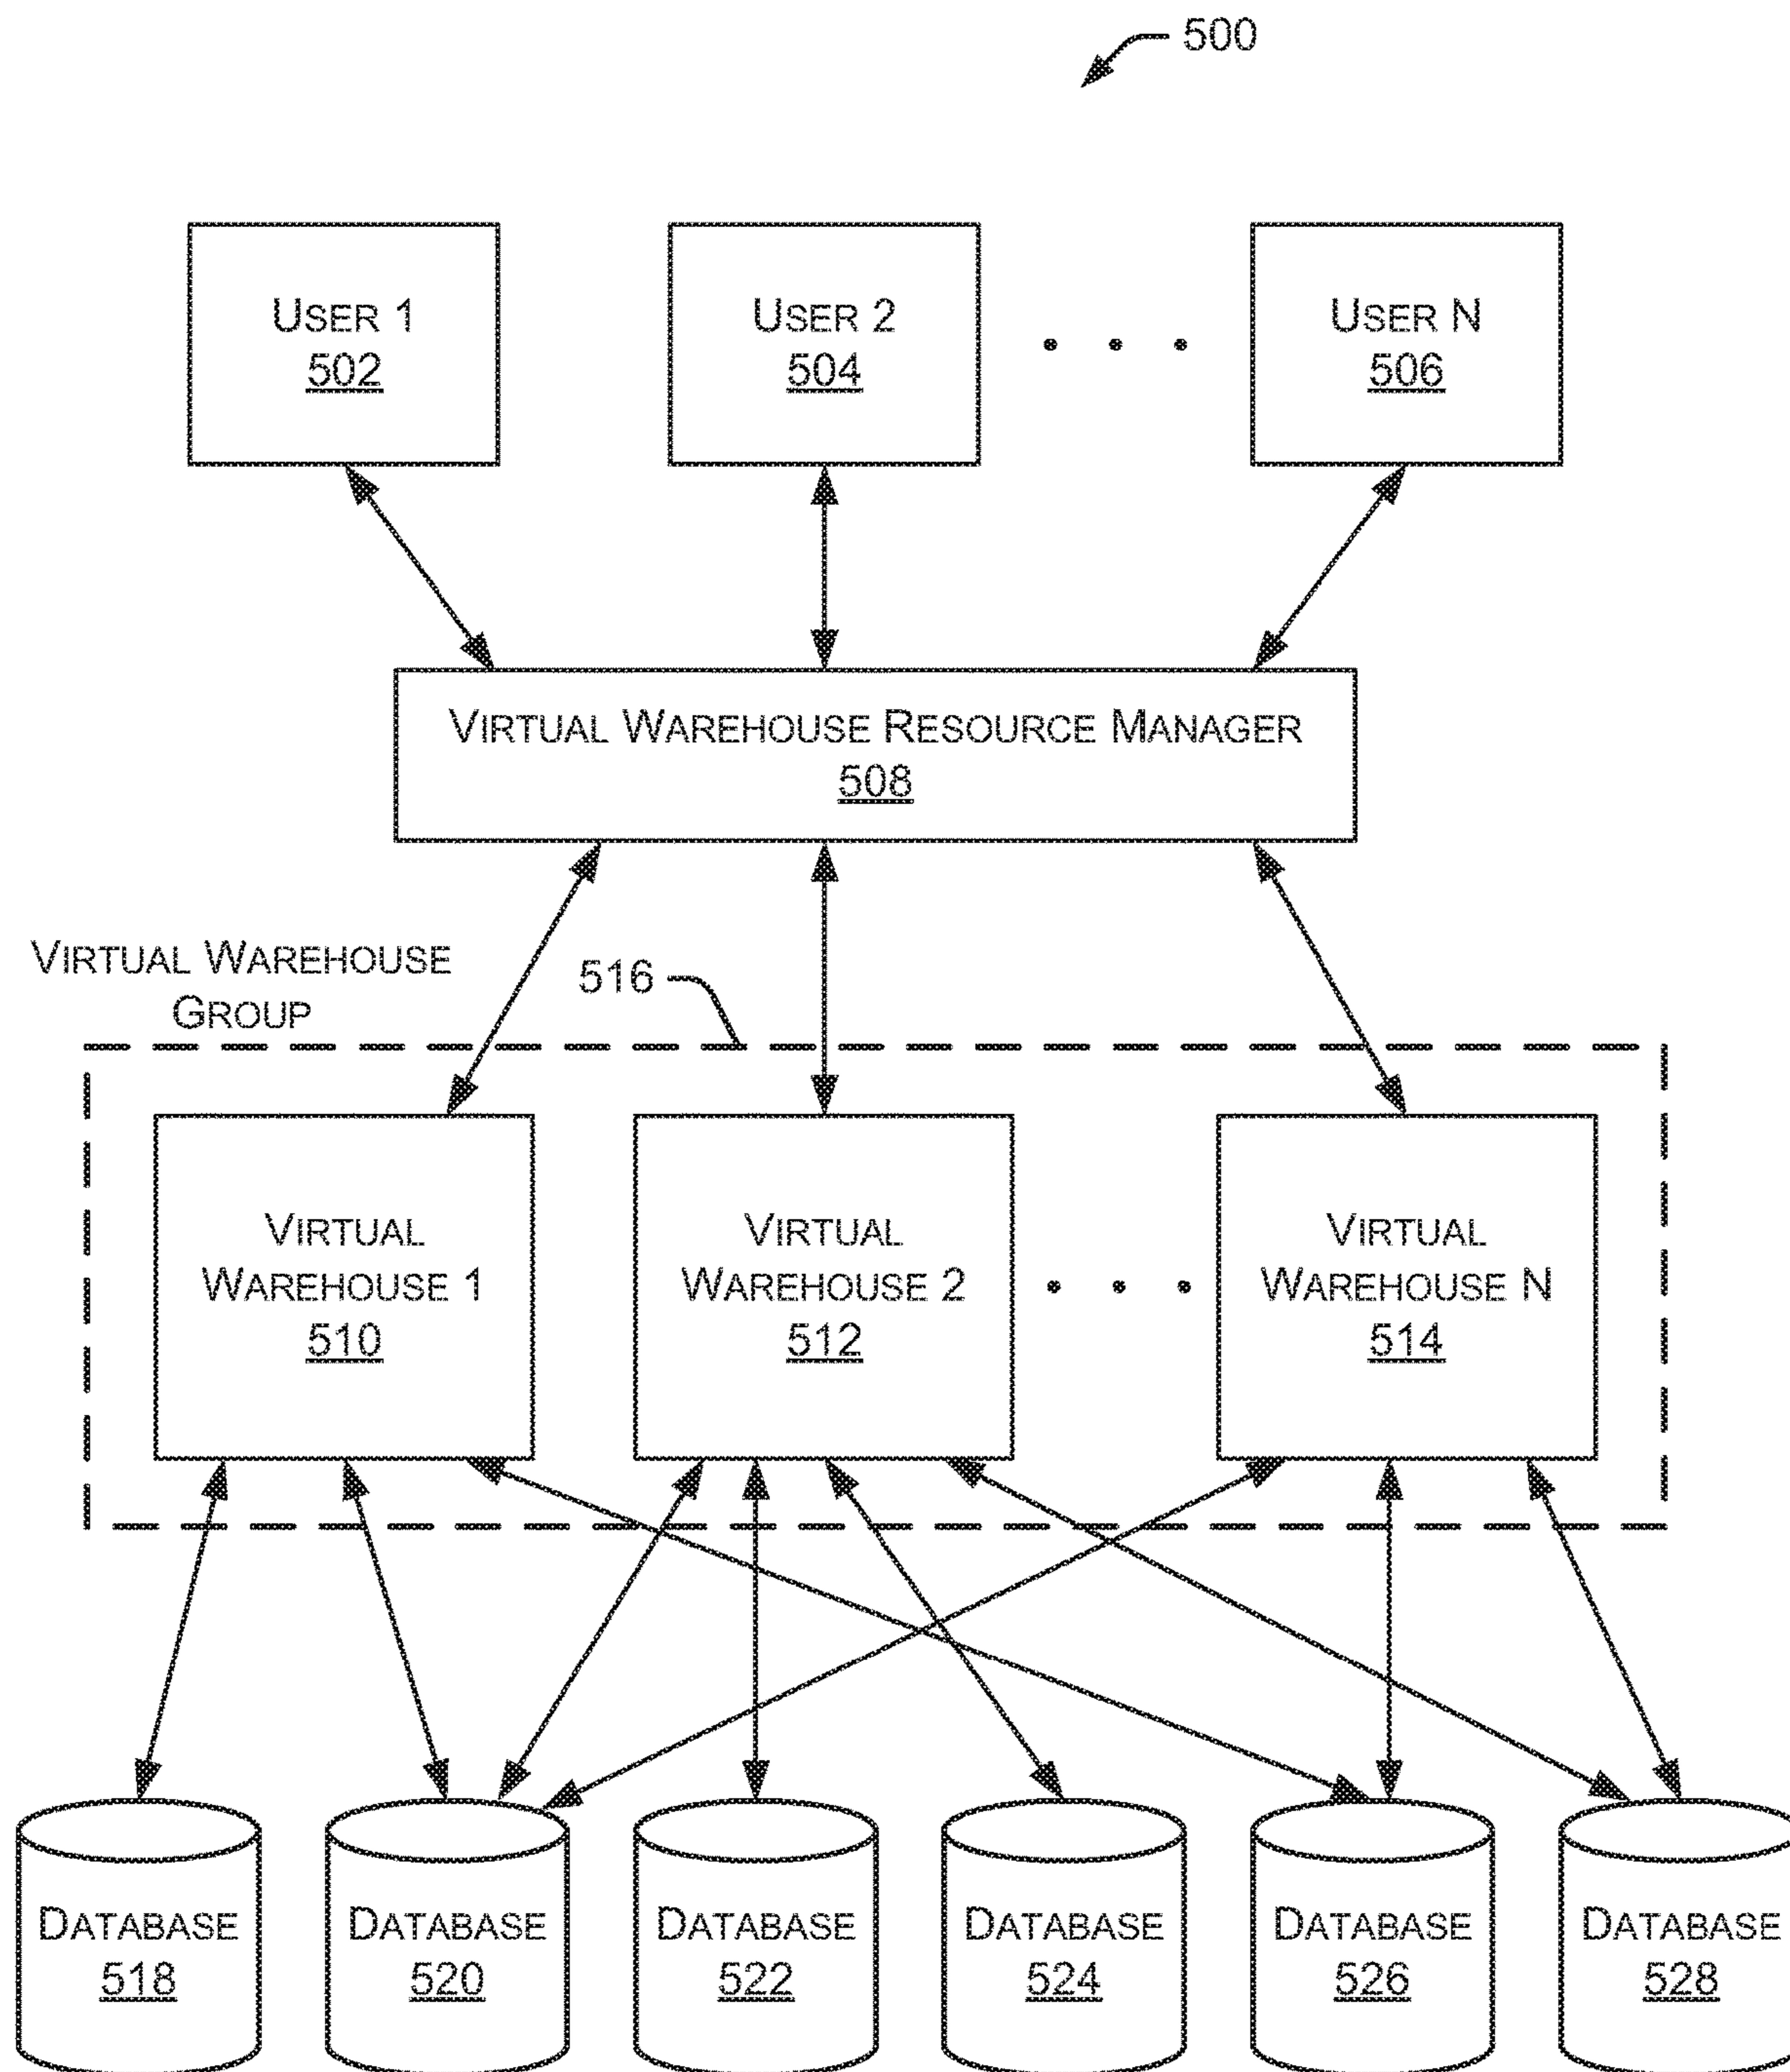 500
USER 1
502
USER 2
504
USER N
506
VIRTUAL WAREHOUSE RESOURCE MANAGER
508
VIRTUAL WAREHOUSE
GROUP
516
VIRTUAL
WAREHOUSE 1
510
VIRTUAL
WAREHOUSE 2
512
VIRTUAL
WAREHOUSE N
514
DATABASE
518
DATABASE
520
DATABASE
522
DATABASE
524
DATABASE
526
DATABASE
528